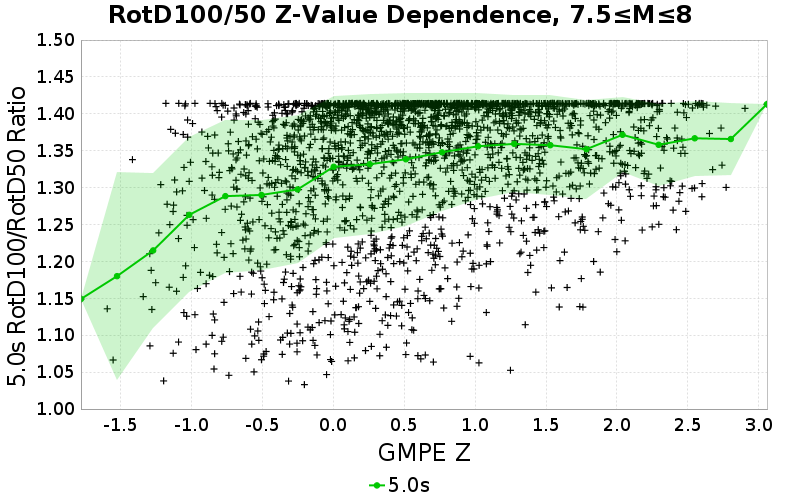 RotD100/50 Z-Value Dependence, 7.5≤M≤8
5.0s RotD100/RotD50 Ratio
1.50
1.45
1.40
1.35
1.30
1.25
1.20
1.15
1.10
1.05
1.00
-1.5 -1.0 -0.5 0.0 0.5 1.0 1.5 2.0 2.5 3.0
GMPE Z
5.0s